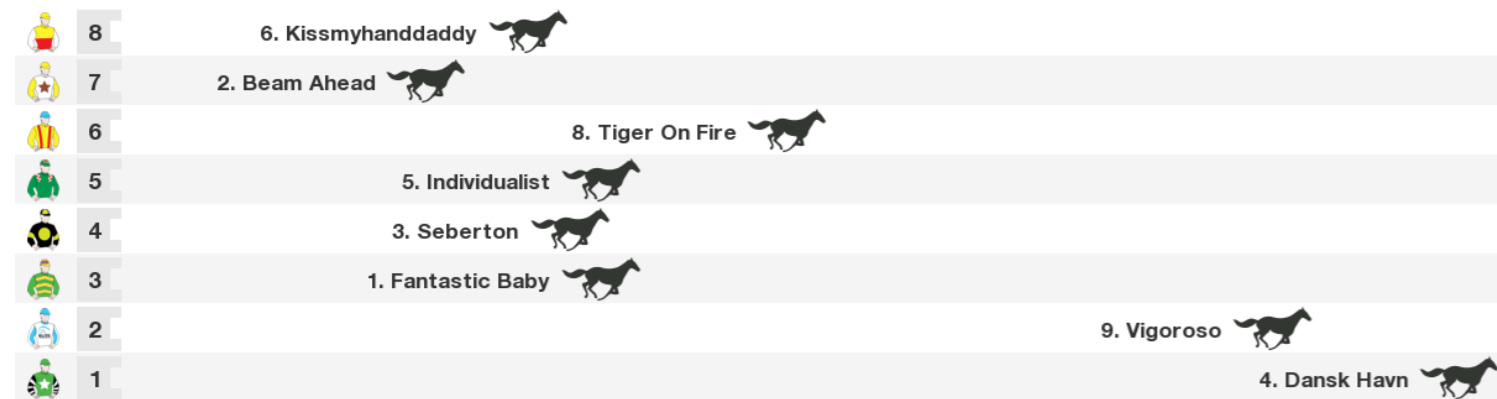 8 6. Kissmyhanddaddy
7 2. Beam Ahead
6 8. Tiger On Fire
5 5. Individualist
4 3. Seberton
3 1. Fantastic Baby
2 9. Vigoroso
1 4. Dansk Havn